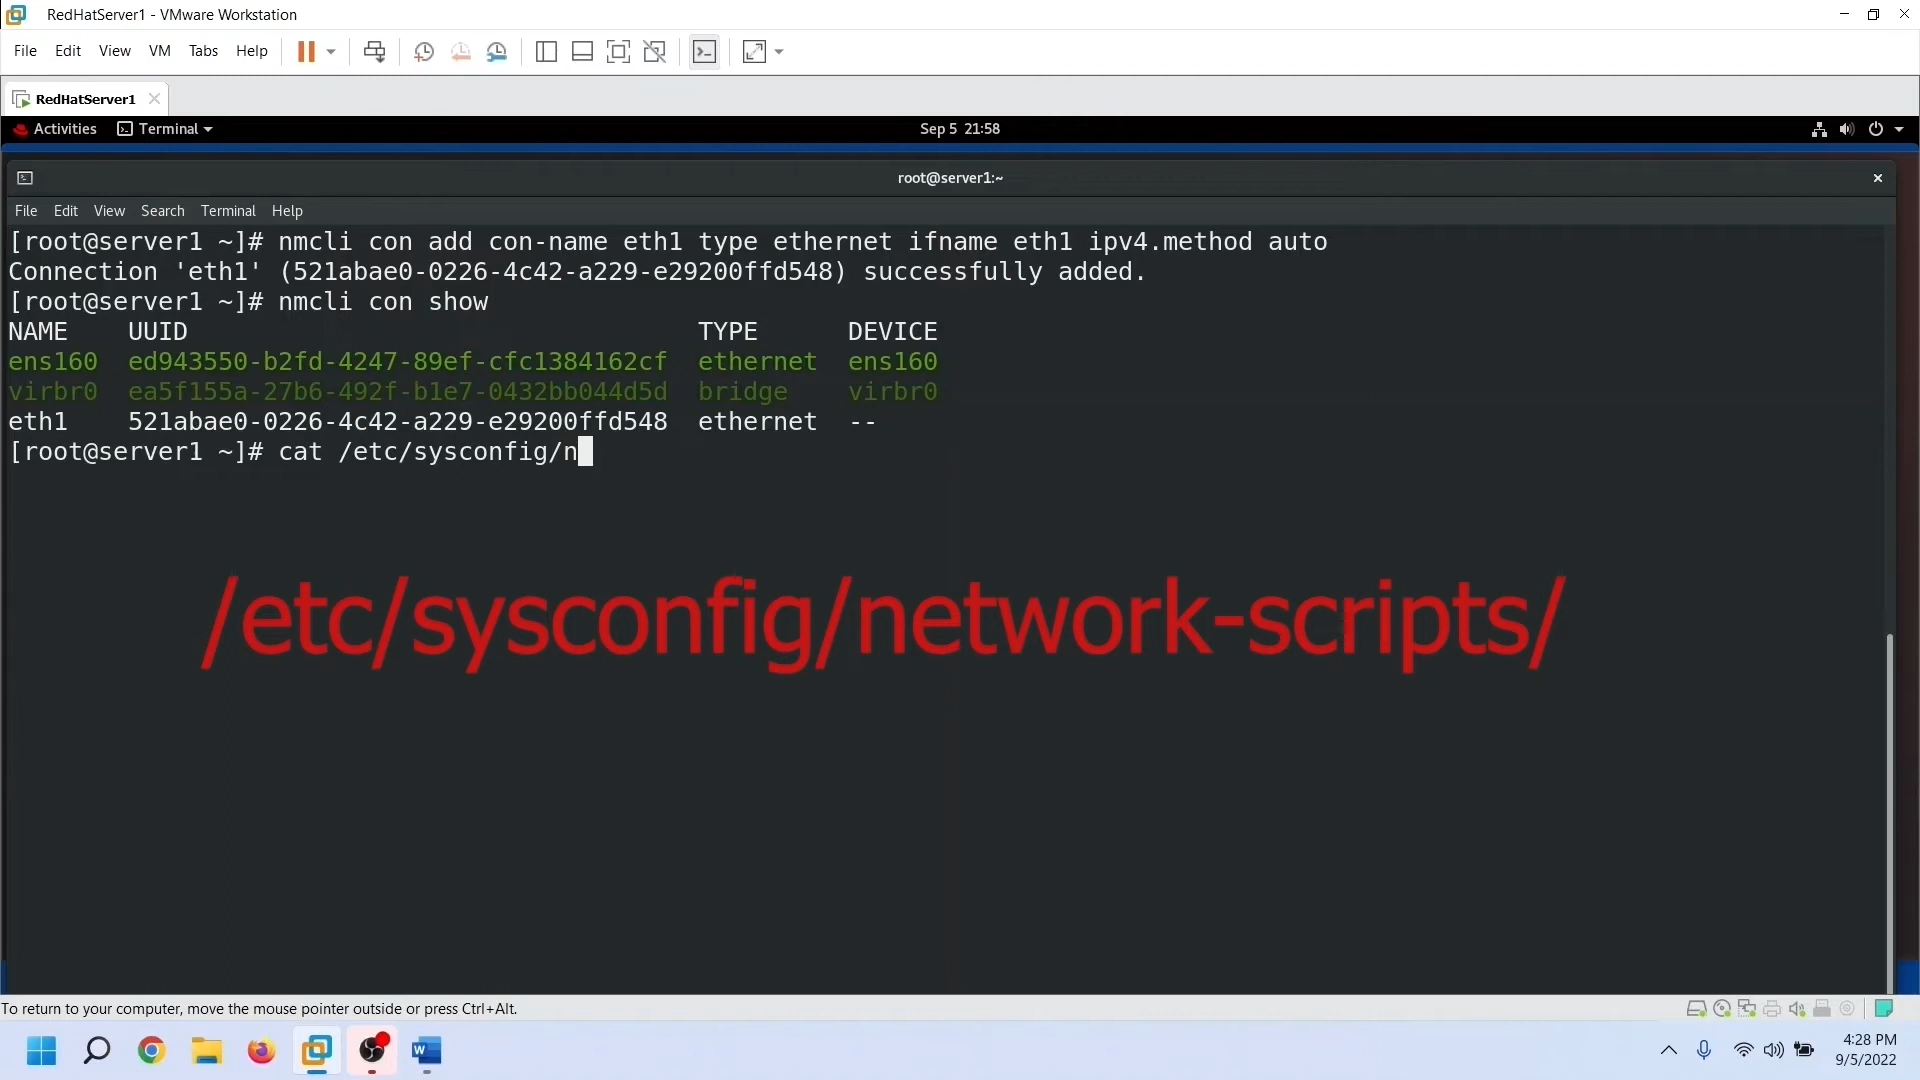 RedHatServer1 - VMware Workstation
File Edit View VM Tabs Help
RedHatServer1
Activities Terminal Sep 5 21:58
root@server1:~
File Edit View Search Terminal Help
[root@server1 ~]# nmcli con add con-name eth1 type ethernet ifname eth1 ipv4.method auto
Connection 'eth1' (521abae0-0226-4c42-a229-e29200ffd548) successfully added.
[root@server1 ~]# nmcli con show
NAME UUID TYPE DEVICE
ens160 ed943550-b2fd-4247-89ef-cfc1384162cf ethernet ens160
virbr0 ea5f155a-27b6-492f-b1e7-0432bb044d5d bridge virbr0
eth1 521abae0-0226-4c42-a229-e29200ffd548 ethernet --
[root@server1 ~]# cat /etc/sysconfig/n
/etc/sysconfig/network-scripts/
To return to your computer, move the mouse pointer outside or press Ctrl+Alt.
4:28 PM
9/5/2022